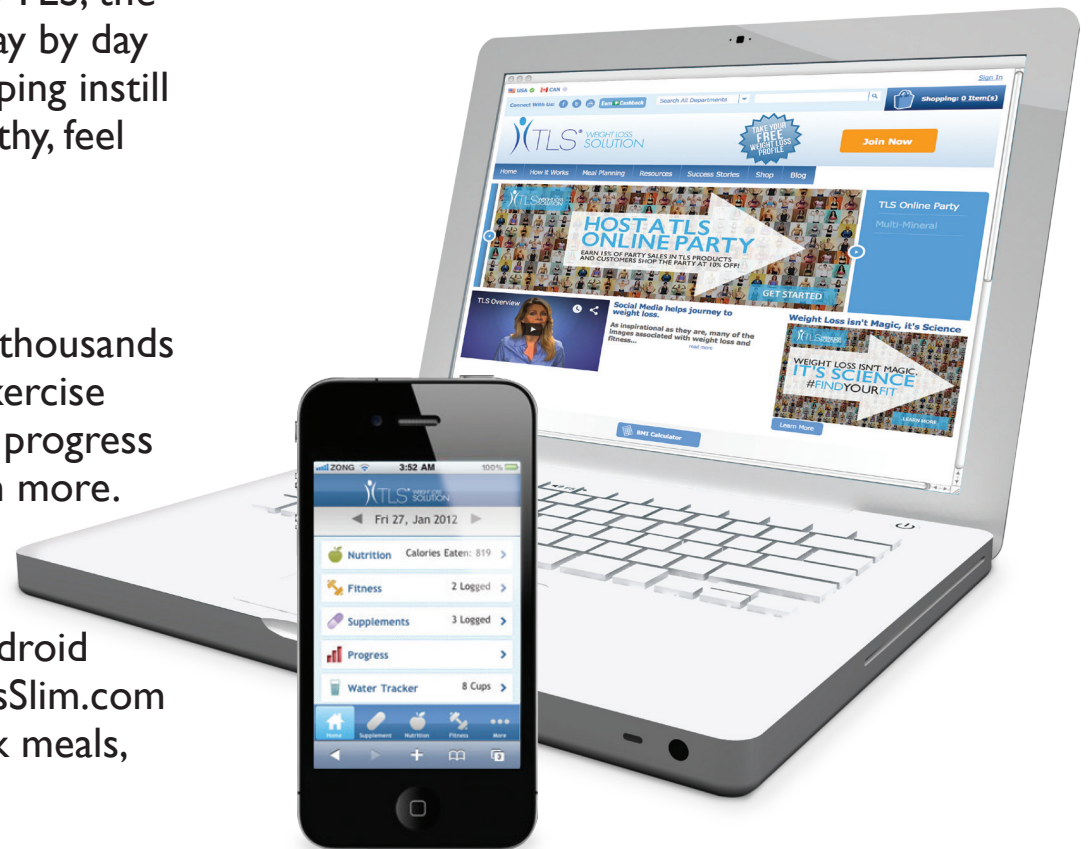 TLS, the
ay by day
ping instill
thy, feel
thousands
xercise
progress
n more.
droid
sSlim.com
k meals,
Sign In
USA CAN
Connect With Us: Earn Cashback Search All Departments Shopping: 0 Item(s)
TLS® WEIGHT LOSS SOLUTION
TAKE YOUR
FREE
WEIGHT LOSS
PROFILE
Join Now
Home How It Works Meal Planning Resources Success Stories Shop Blog
TLS
HOST A TLS
ONLINE PARTY
EARN 15% OF PARTY SALES IN TLS PRODUCTS
AND CUSTOMERS SHOP THE PARTY AT 10% OFF!
GET STARTED
TLS Online Party
Multi-Mineral
TLS Overview
Social Media helps journey to
weight loss.
As inspirational as they are, many of the
images associated with weight loss and
fitness...
read more
Weight Loss isn't Magic, it's Science
TLS
WEIGHT LOSS ISN'T MAGIC.
IT'S SCIENCE
#FINDYOURFIT
LEARN MORE
Learn More
BMI Calculator
ZONG 3:52 AM 100%
TLS® WEIGHT LOSS SOLUTION
Fri 27, Jan 2012
Nutrition Calories Eaten: 819
Fitness 2 Logged
Supplements 3 Logged
Progress
Water Tracker 8 Cups
Home Supplement Nutrition Fitness More
3